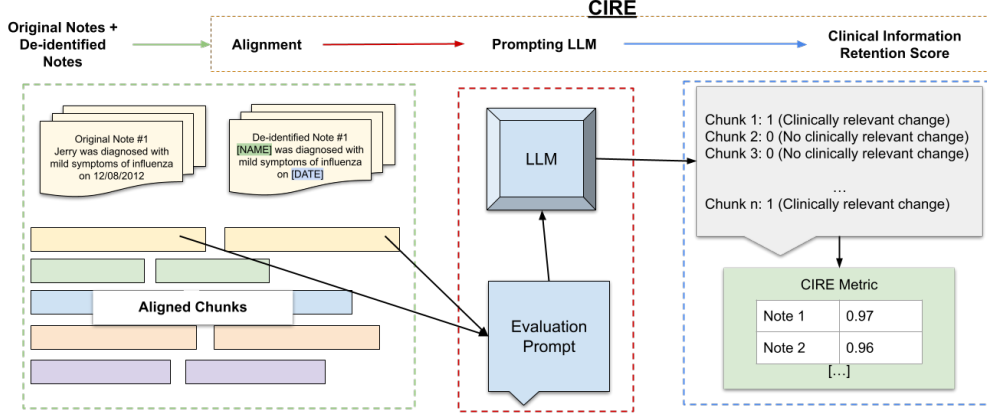 CIRE
Original Notes +
De-identified
Notes
Alignment
Prompting LLM
Clinical Information
Retention Score
Original Note #1
Jerry was diagnosed with
mild symptoms of influenza
on 12/08/2012
De-identified Note #1
[NAME] was diagnosed with
mild symptoms of influenza
on [DATE]
Aligned Chunks
LLM
Evaluation
Prompt
Chunk 1: 1 (Clinically relevant change)
Chunk 2: 0 (No clinically relevant change)
Chunk 3: 0 (No clinically relevant change)
...
Chunk n: 1 (Clinically relevant change)
CIRE Metric
Note 1 0.97
Note 2 0.96
[...]